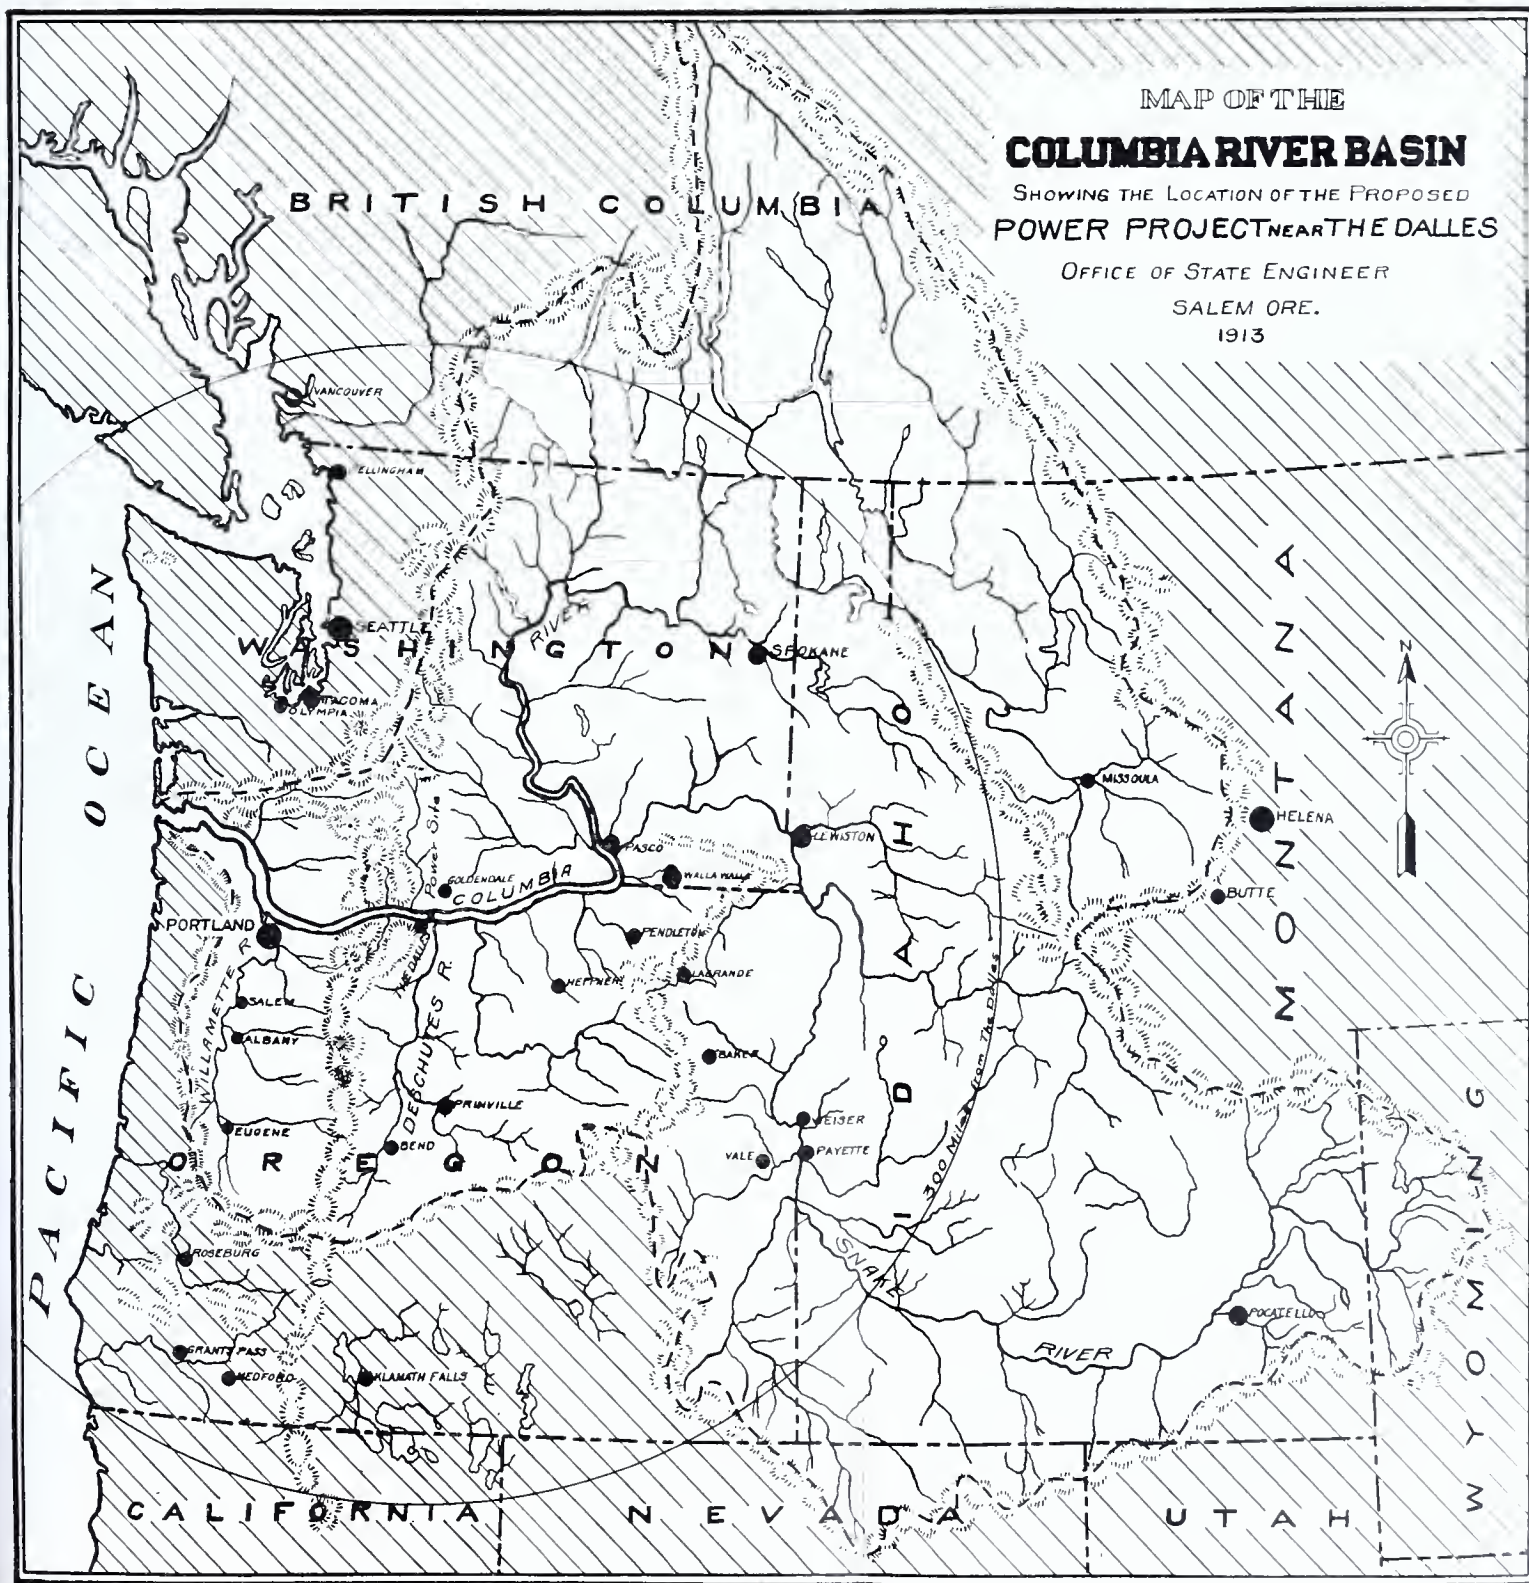 MAP OF THE
COLUMBIA RIVER BASIN
SHOWING THE LOCATION OF THE PROPOSED
POWER PROJECT NEAR THE DALLES
OFFICE OF STATE ENGINEER
SALEM ORE.
1913
BRITISH COLUMBIA
VANCOUVER
ELLINGHAM
PACIFIC OCEAN
SEATTLE
WASHINGTON
RIVER
SPOKANE
TACOMA
OLYMPIA
MONTANA
N
MISSOULA
HELENA
BUTTE
IDAHO
LEWISTON
PASCO
WALLA WALLA
Power Site
GOLDENDALE
COLUMBIA
PORTLAND
THE DALLES
PENDLETON
HEPPNER
LAGRANDE
WILLAMETTE R.
SALEM
ALBANY
DESCHUTES R.
BAKER
PRINVILLE
EUGENE
BEND
OREGON
WEISER
VALE
PAYETTE
300 Miles from The Dalles
SNAKE
RIVER
POCATELLO
WYOMING
ROSEBURG
GRANTS PASS
MEDFORD
KLAMATH FALLS
CALIFORNIA
NEVADA
UTAH